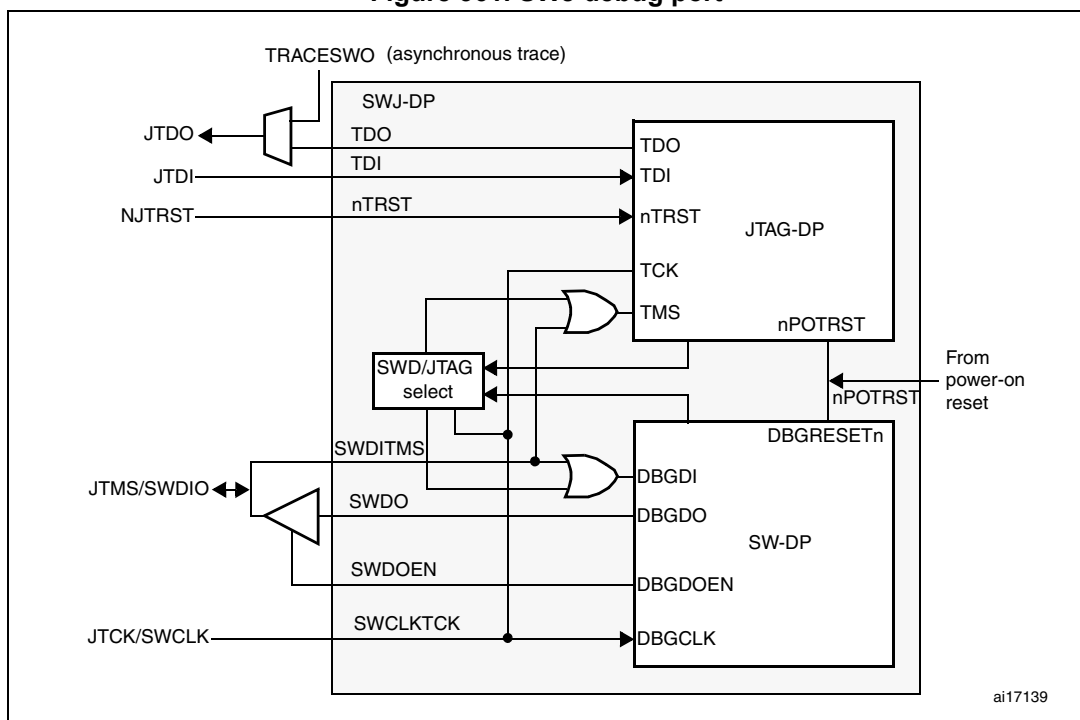 TRACESWO (asynchronous trace)
SWJ-DP
JTDO
TDO
TDO
JTDI
TDI
TDI
NJTRST
nTRST
nTRST
JTAG-DP
TCK
TMS
nPOTRST
SWD/JTAG
select
From
power-on
reset
nPOTRST
DBGRESETn
SWDITMS
DBGDI
JTMS/SWDIO
SWDO
DBGDO
SW-DP
SWDOEN
DBGDOEN
JTCK/SWCLK
SWCLKTCK
DBGCLK
ai17139